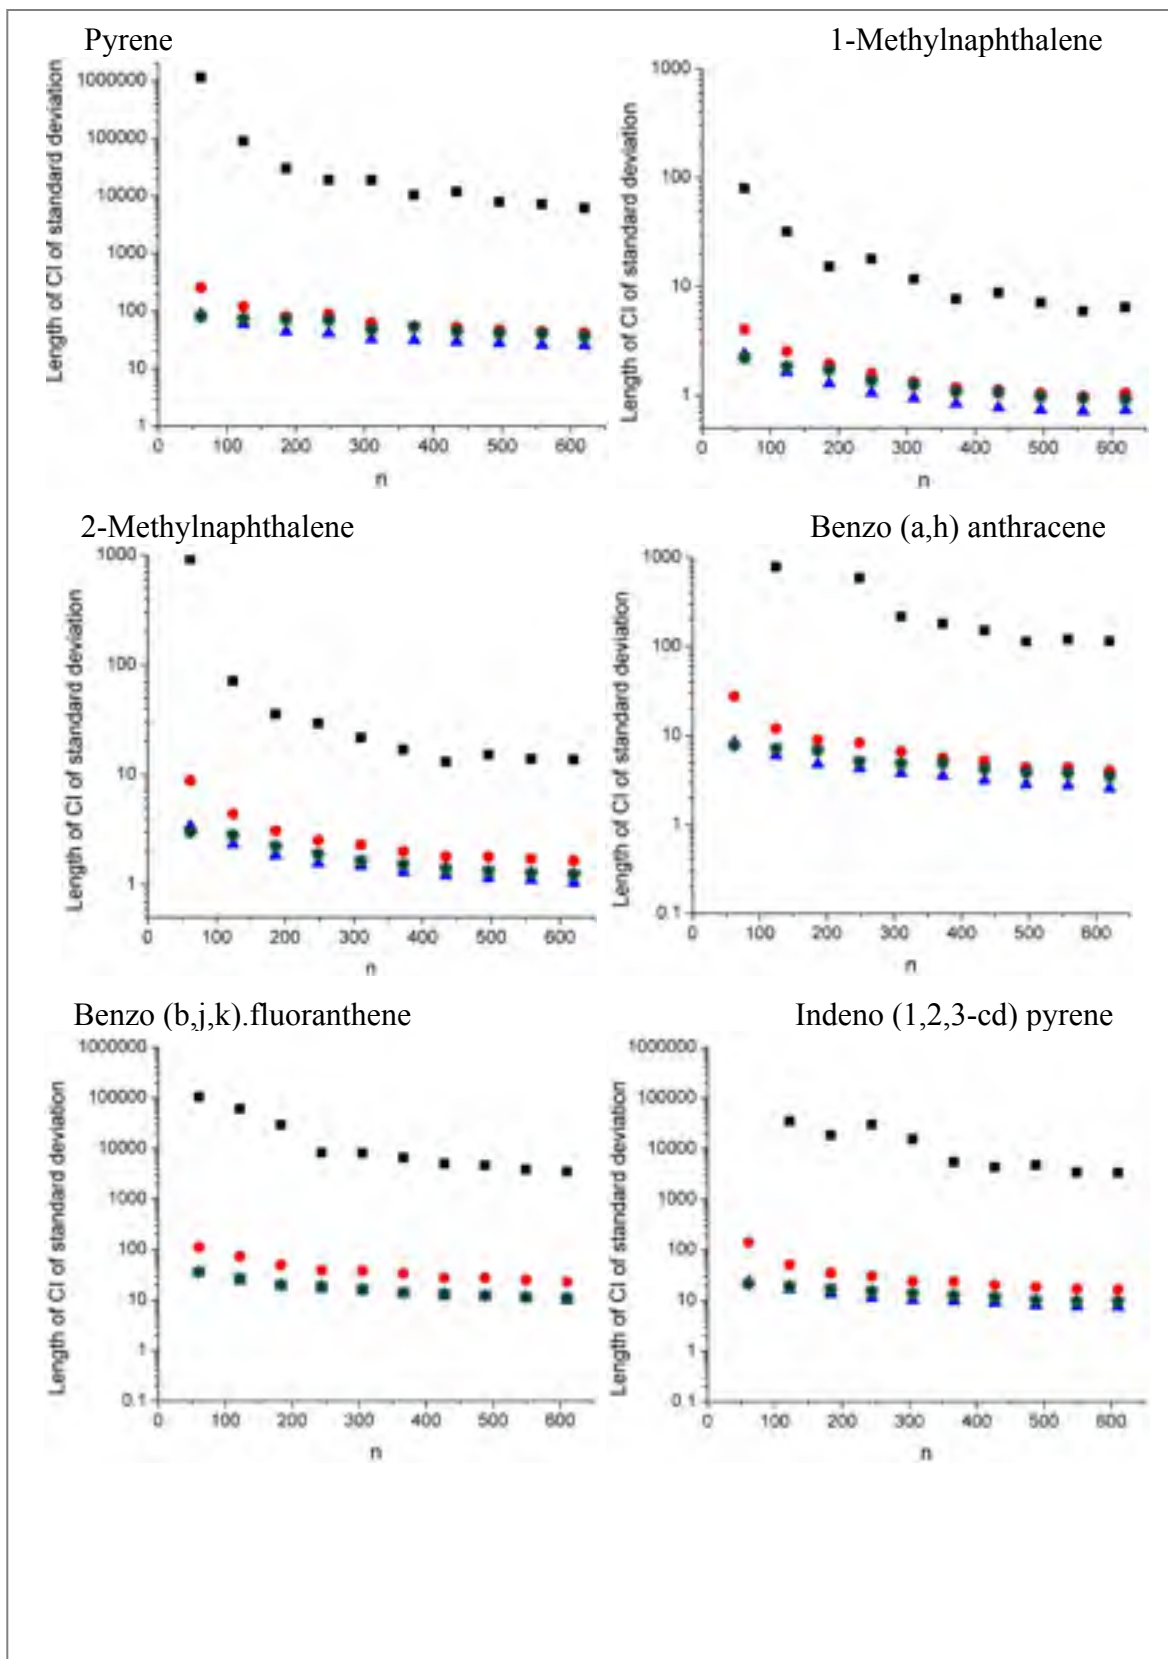 Pyrene
1-Methylnaphthalene
Length of CI of standard deviation
1000000
100000
10000
1000
100
10
1
0 100 200 300 400 500 600
n
Length of CI of standard deviation
1000
100
10
1
0 100 200 300 400 500 600
n
2-Methylnaphthalene
Benzo (a,h) anthracene
Length of CI of standard deviation
1000
100
10
1
0 100 200 300 400 500 600
n
Length of CI of standard deviation
1000
100
10
1
0.1
0 100 200 300 400 500 600
n
Benzo (b,j,k).fluoranthene
Indeno (1,2,3-cd) pyrene
Length of CI of standard deviation
1000000
100000
10000
1000
100
10
1
0.1
0 100 200 300 400 500 600
n
Length of CI of standard deviation
1000000
100000
10000
1000
100
10
1
0.1
0 100 200 300 400 500 600
n